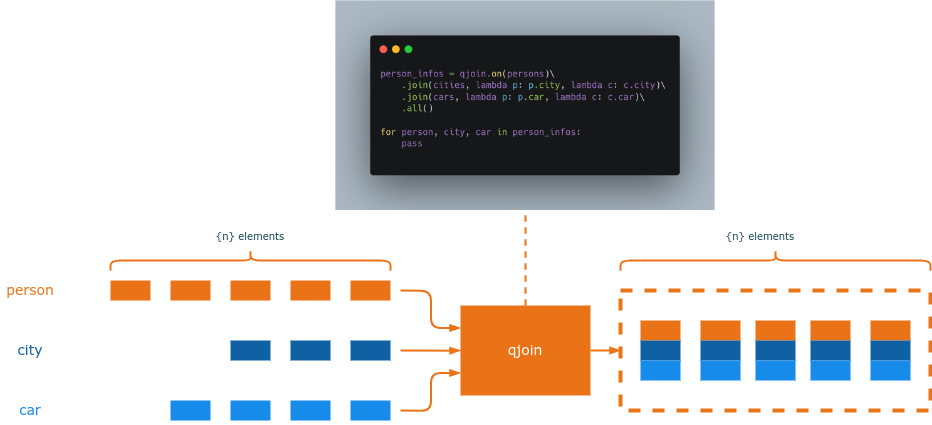 person_infos = qjoin.on(persons)\
    .join(cities, lambda p: p.city, lambda c: c.city)\
    .join(cars, lambda p: p.car, lambda c: c.car)\
    .all()

for person, city, car in person_infos:
    pass
{n} elements
{n} elements
person
city
qjoin
car